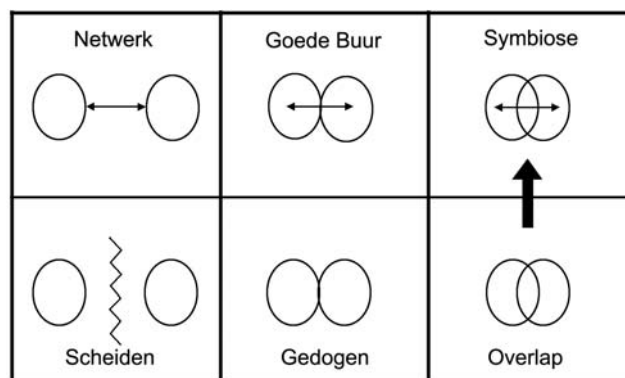 Netwerk
Goede Buur
Symbiose
Scheiden
Gedogen
Overlap